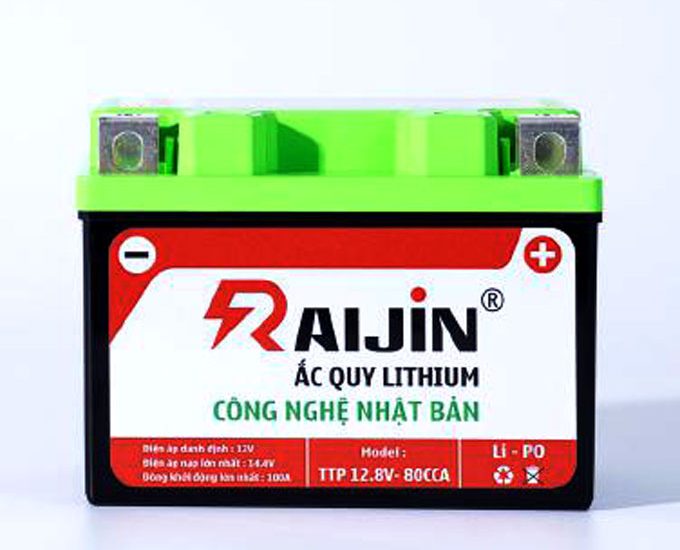 RAIJIN®
ẮC QUY LITHIUM
CÔNG NGHỆ NHẬT BẢN
Điện áp danh định : 12V
Điện áp nạp lớn nhất : 14.4V
Dòng khởi động lớn nhất : 100A
Model :
TTP 12.8V- 80CCA
Li - PO